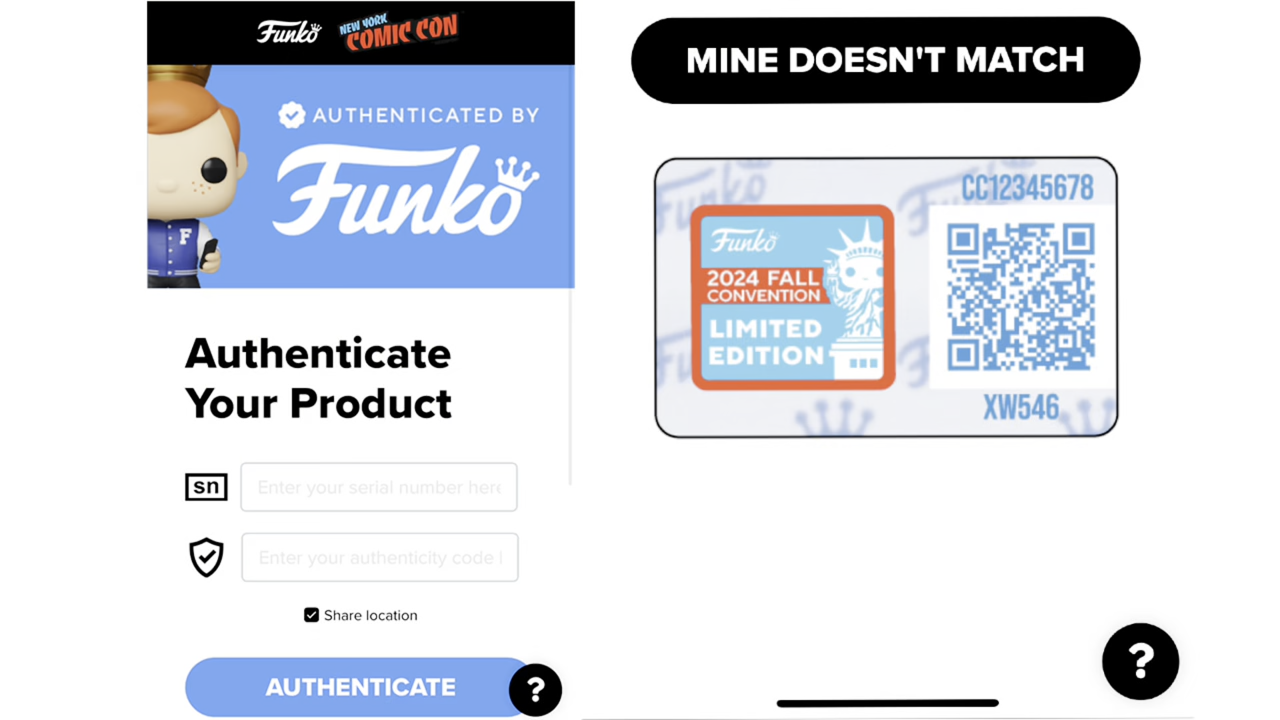 Funko
NEW YORK
COMIC CON
AUTHENTICATED BY
Funko
F
Authenticate
Your Product
sn
Enter your serial number here
Enter your authenticity code
Share location
AUTHENTICATE
?
MINE DOESN'T MATCH
CC12345678
Funko
2024 FALL
CONVENTION
LIMITED
EDITION
XW546
?